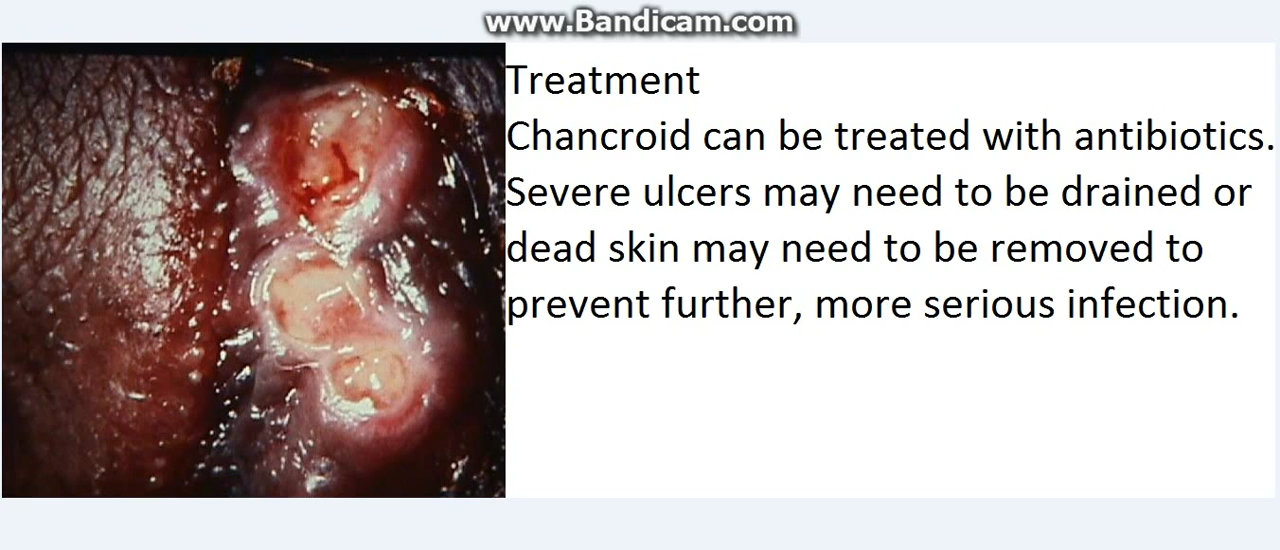 www.Bandicam.com
Treatment
Chancroid can be treated with antibiotics.
Severe ulcers may need to be drained or
dead skin may need to be removed to
prevent further, more serious infection.